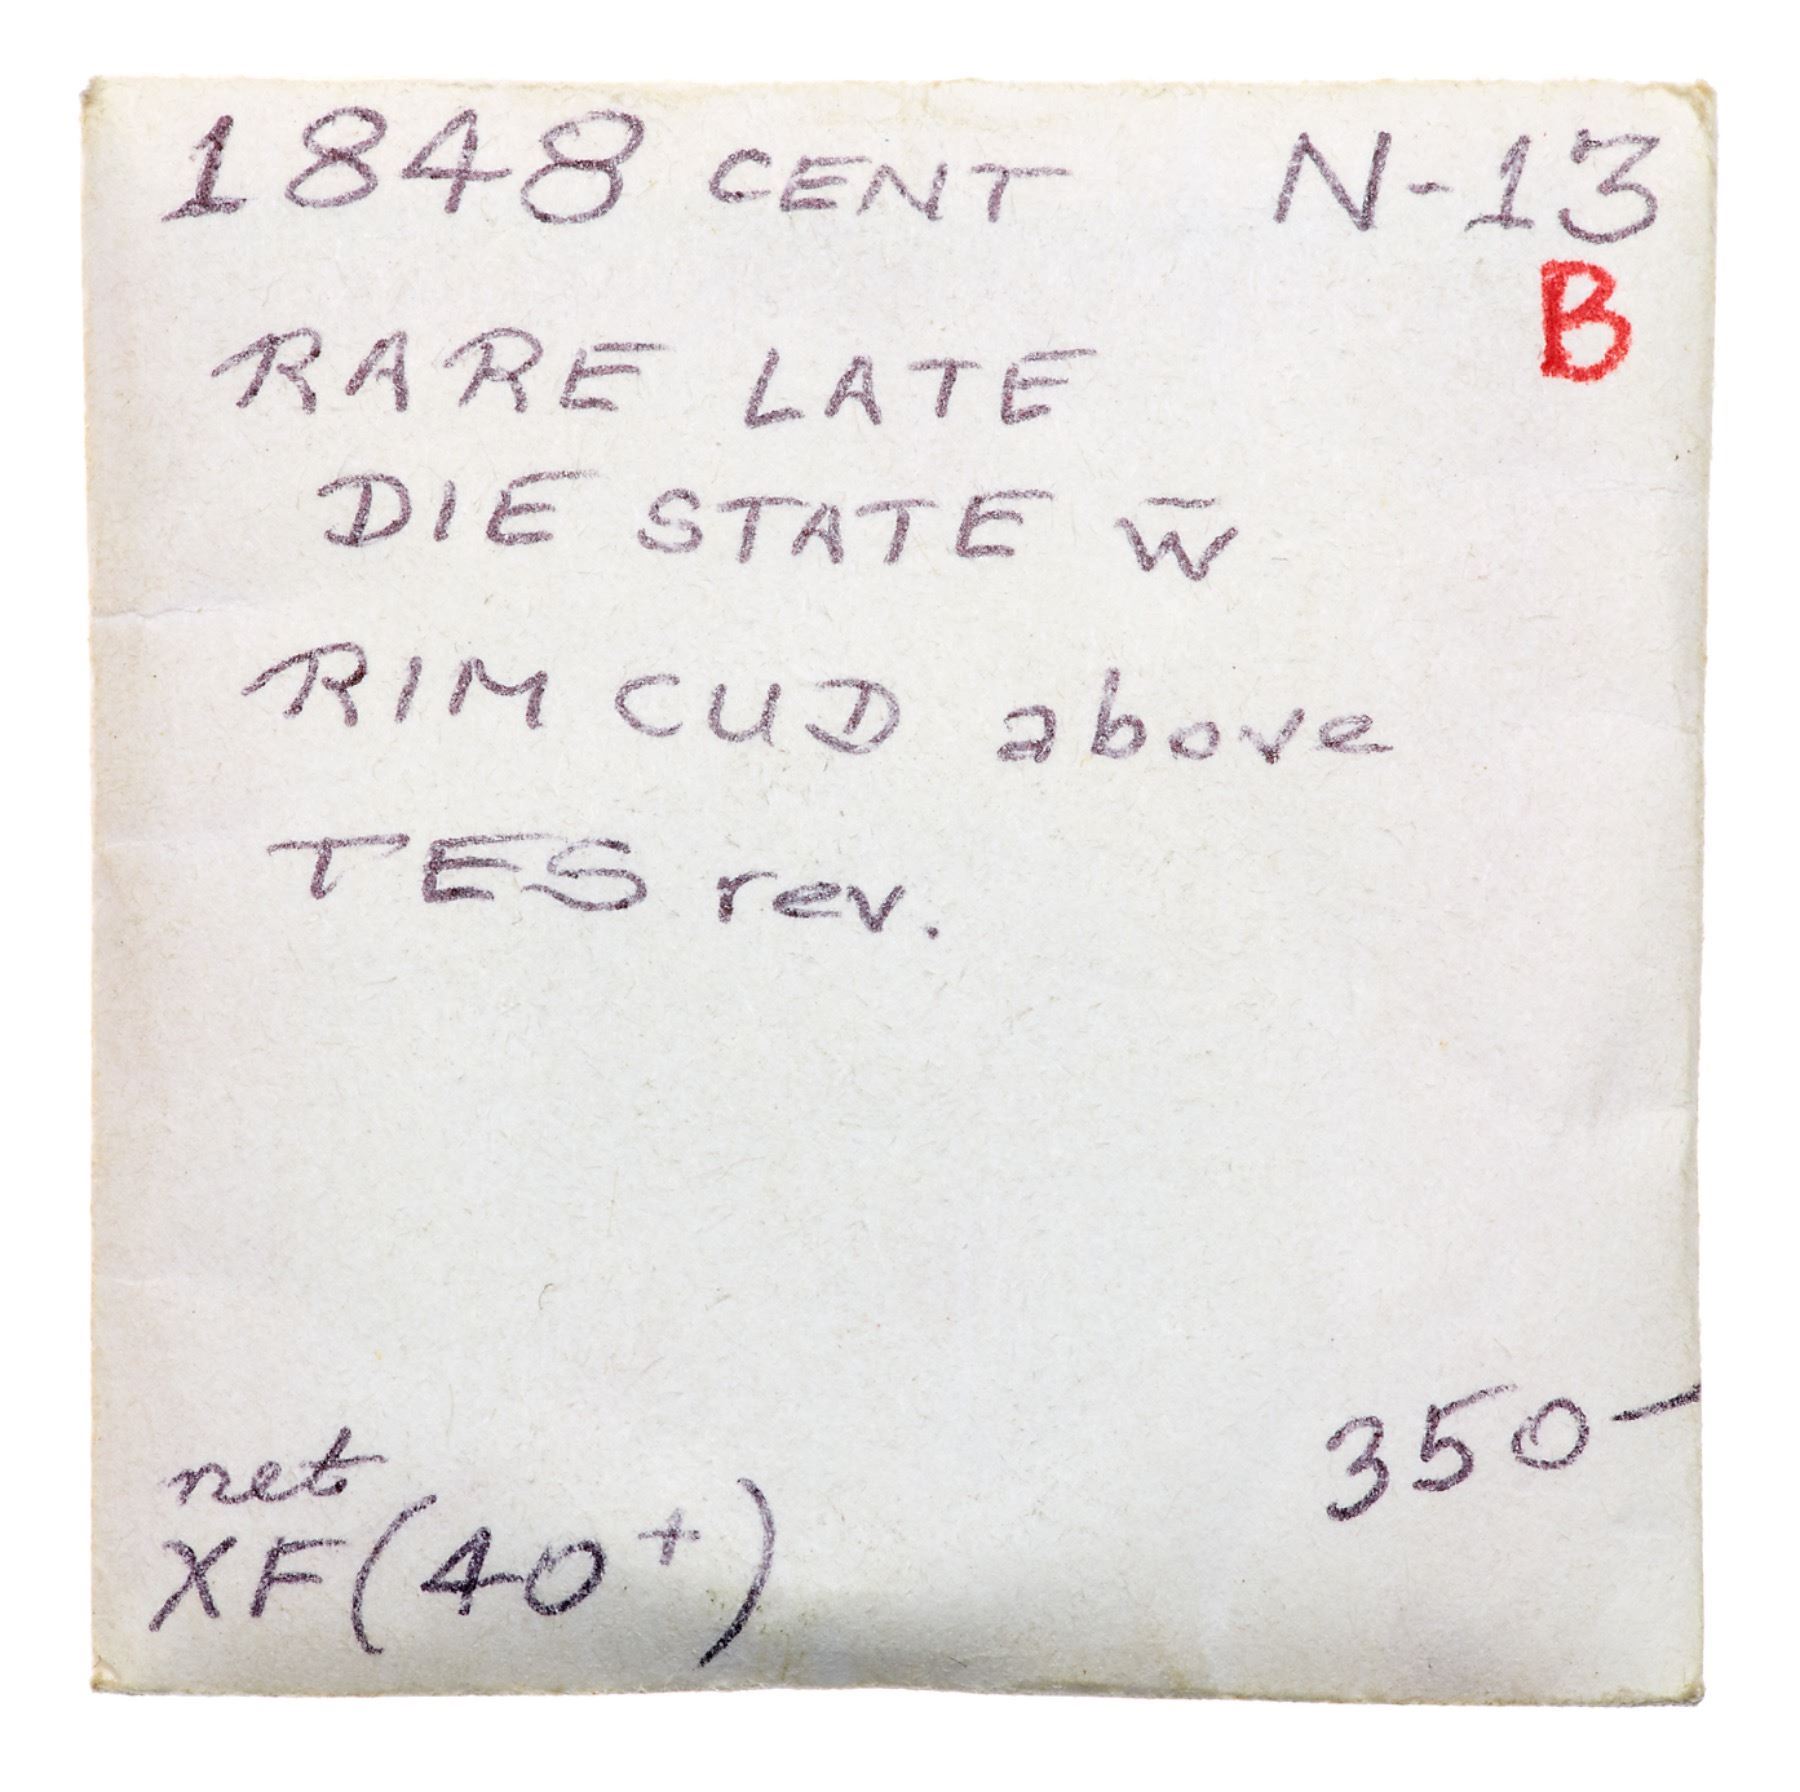 1848 CENT N-13
B
RARE LATE
DIE STATE w̅
RIM CUD above
TES rev.
350-
net
XF(40+)